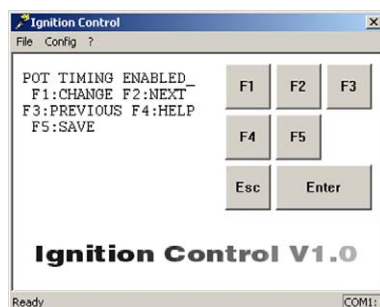 Ignition Control
File Config ?
POT TIMING ENABLED_
F1:CHANGE F2:NEXT
F3:PREVIOUS F4:HELP
F5:SAVE
F1 F2 F3
F4 F5
Esc Enter
Ignition Control V1.0
Ready COM1: